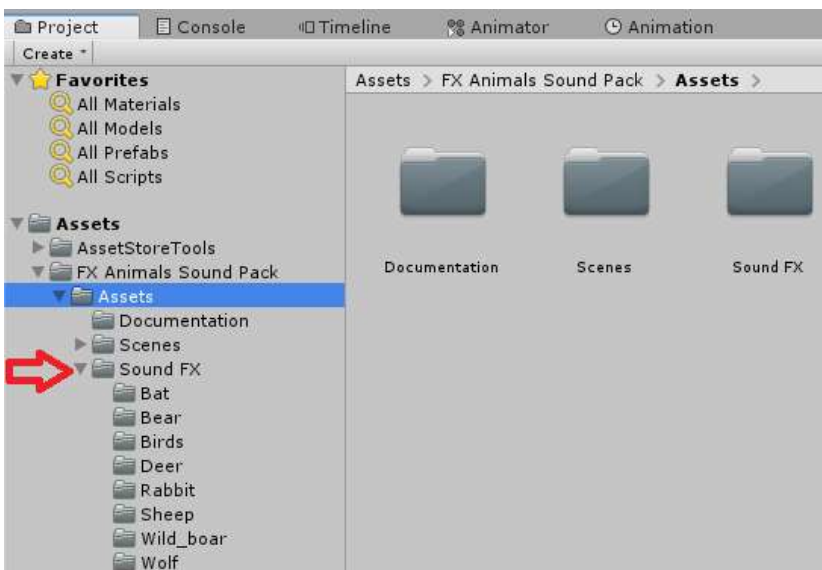 Project Console Timeline Animator Animation
Create
Favorites Assets > FX Animals Sound Pack > Assets >
All Materials
All Models
All Prefabs
All Scripts
Assets
AssetStoreTools
FX Animals Sound Pack Documentation Scenes Sound FX
Assets
Documentation
Scenes
Sound FX
Bat
Bear
Birds
Deer
Rabbit
Sheep
Wild_boar
Wolf